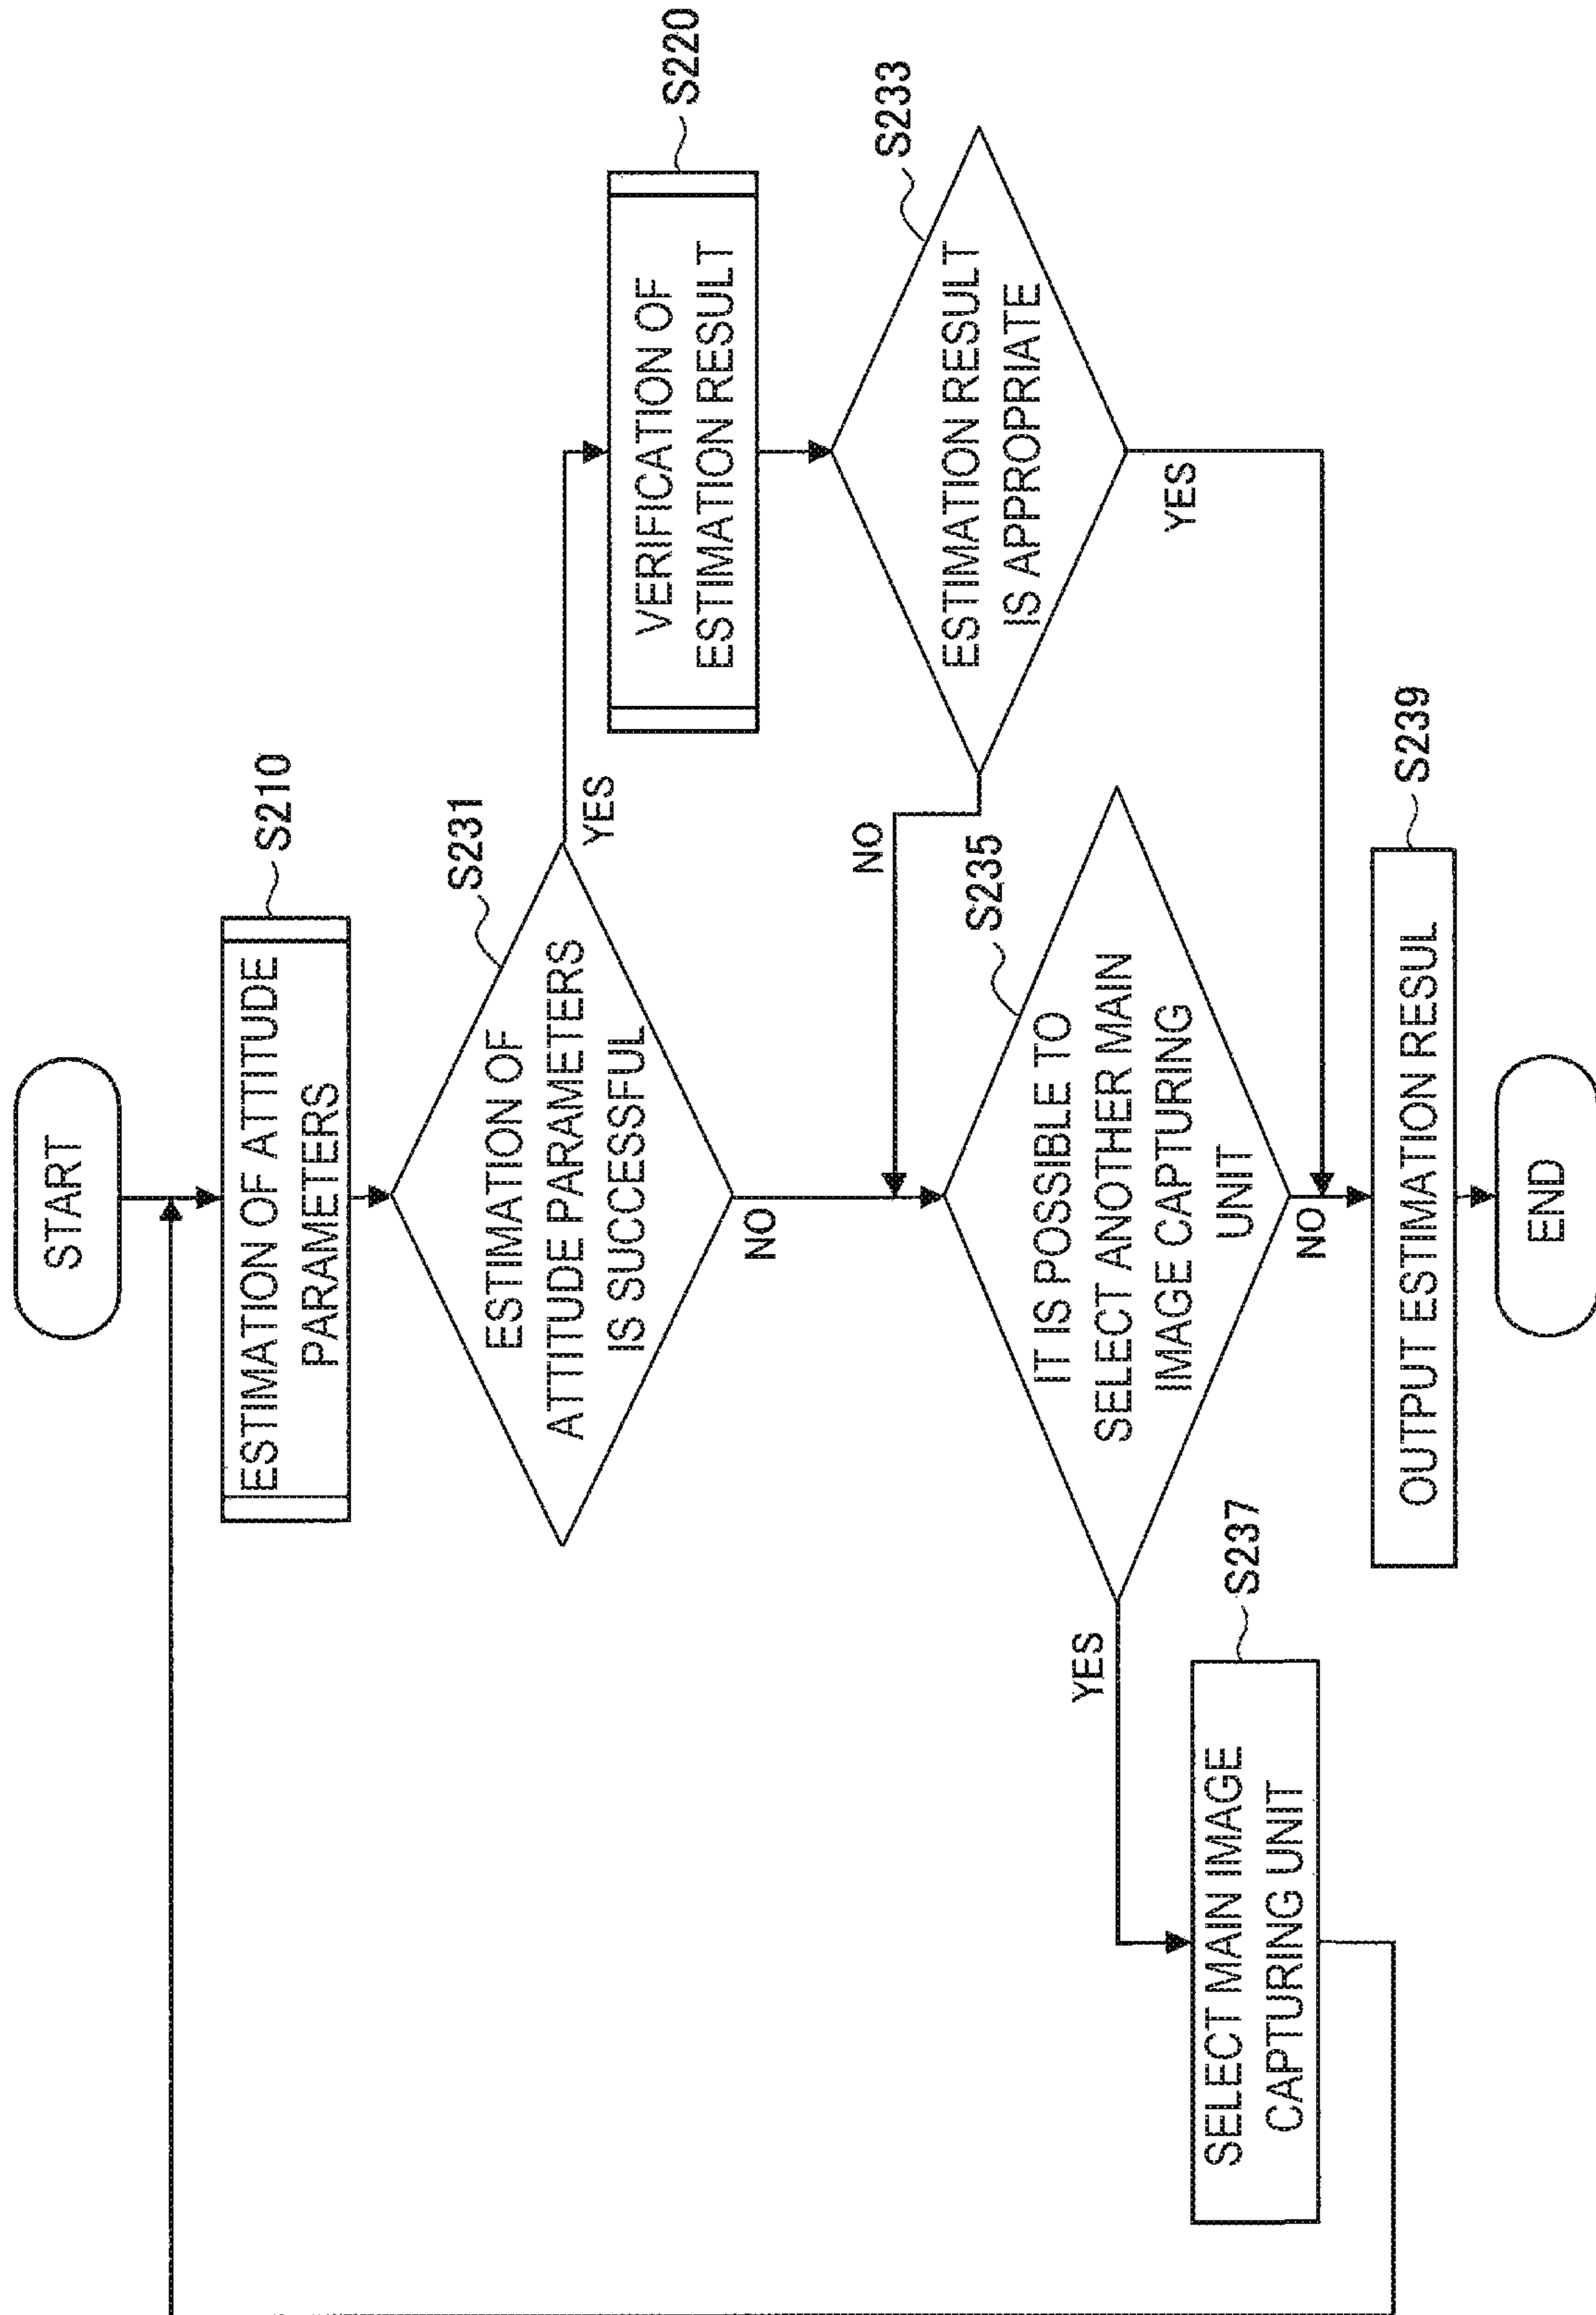 START
S210
ESTIMATION OF ATTITUDE
PARAMETERS
S231
ESTIMATION OF
ATTITUDE PARAMETERS
IS SUCCESSFUL
YES
NO
S220
VERIFICATION OF
ESTIMATION RESULT
S233
ESTIMATION RESULT
IS APPROPRIATE
NO
YES
S235
IT IS POSSIBLE TO
SELECT ANOTHER MAIN
IMAGE CAPTURING
UNIT
YES
NO
S237
SELECT MAIN IMAGE
CAPTURING UNIT
S239
OUTPUT ESTIMATION RESUL
END